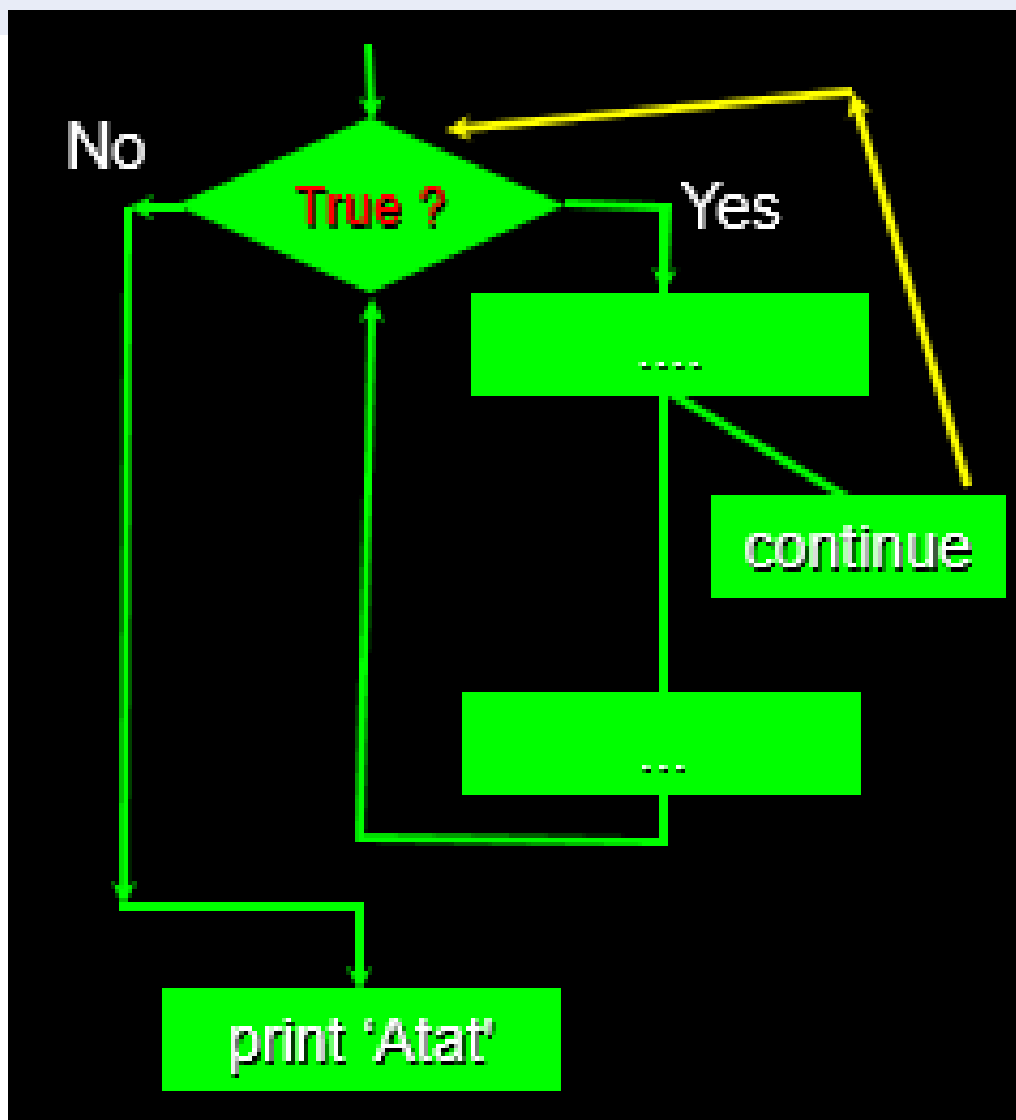 No
True ?
Yes
....
continue
...
print ‘Atat’